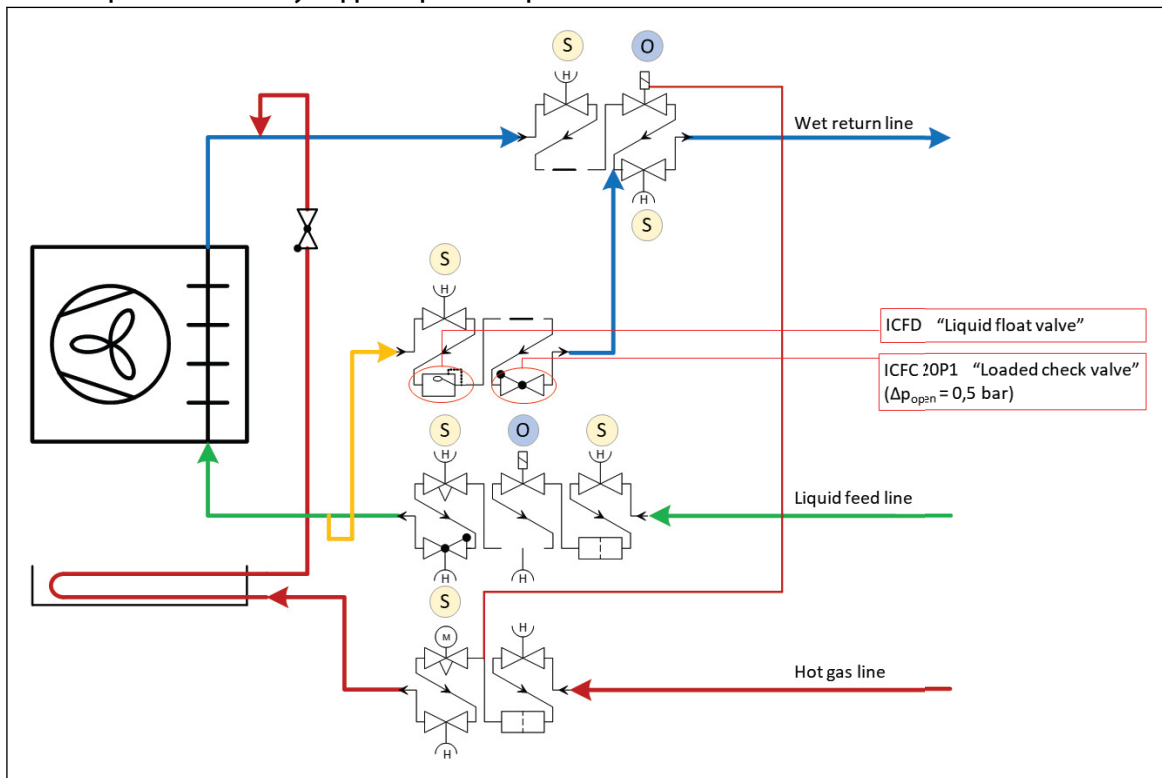 S
O
H
Wet return line
H
S
S
H
ICFD "Liquid float valve"
ICFC 20P1 "Loaded check valve"
(Δpopen = 0,5 bar)
S
O
S
H
H
Liquid feed line
H
H
S
M
H
Hot gas line
H